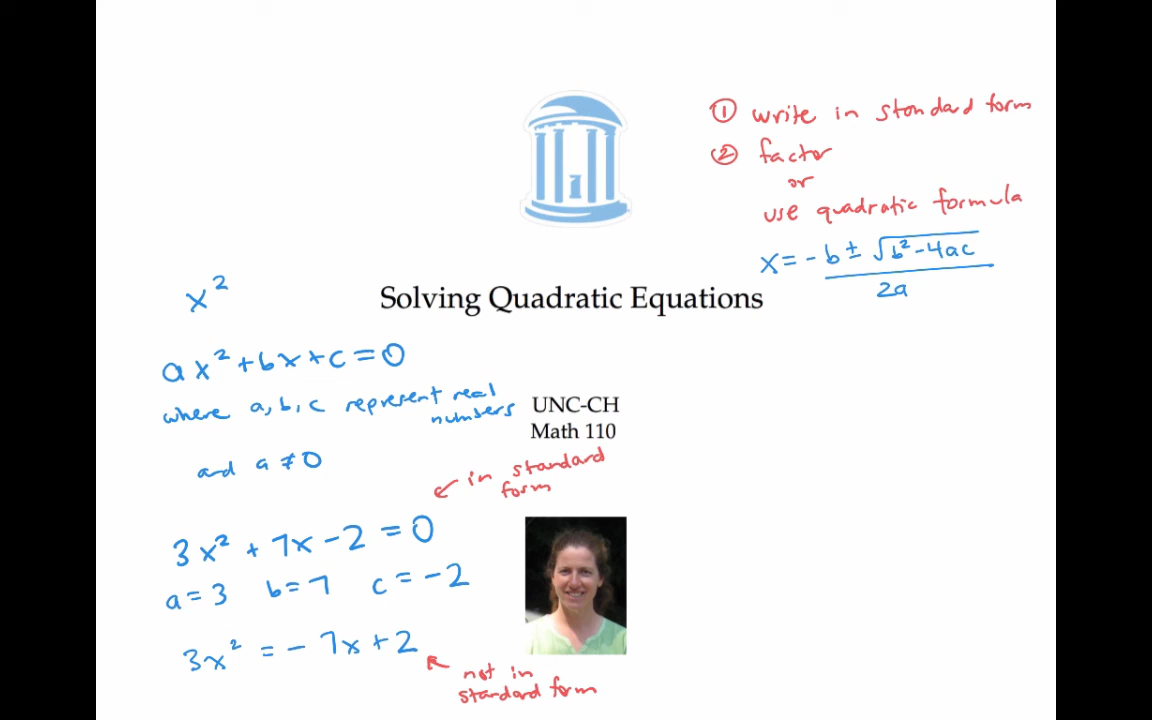 ① write in standard form
② factor
or
use quadratic formula
x = -b ± √b² - 4ac
2a
x²
Solving Quadratic Equations
ax² + bx + c = 0
where a, b, c represent real
numbers
UNC-CH
Math 110
and a ≠ 0
in standard
form
3x² + 7x - 2 = 0
a = 3 b = 7 c = -2
3x² = - 7x + 2
not in
standard form